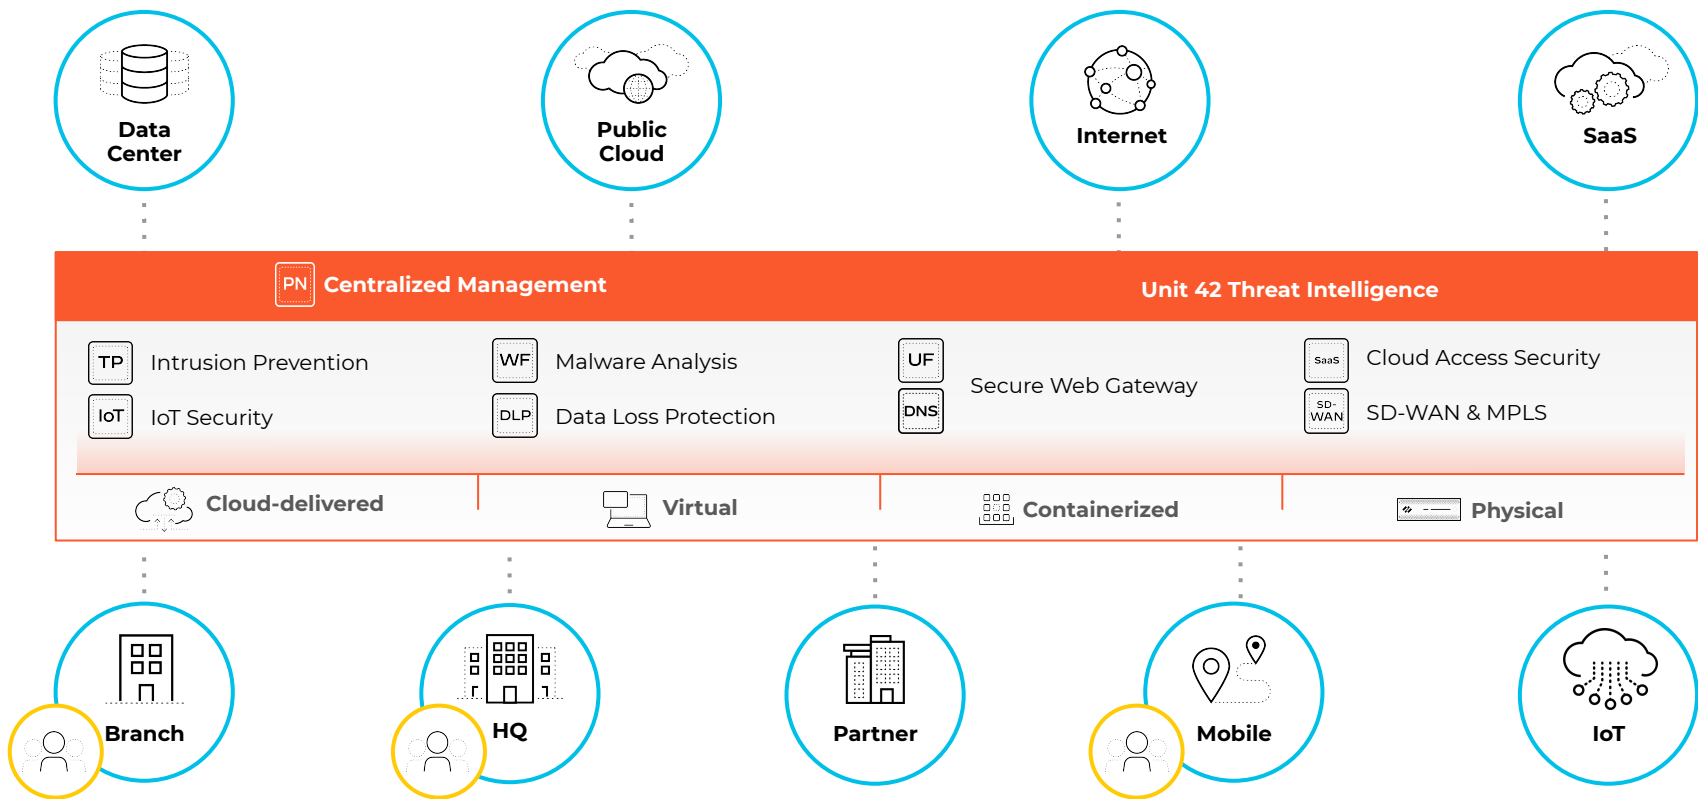 Data
Center
Public
Cloud
Internet
SaaS
PN Centralized Management
Unit 42 Threat Intelligence
TP Intrusion Prevention
WF Malware Analysis
UF
DNS
Secure Web Gateway
SaaS Cloud Access Security
IoT IoT Security
DLP Data Loss Protection
SD-
WAN
SD-WAN & MPLS
Cloud-delivered
Virtual
Containerized
Physical
Branch
HQ
Partner
Mobile
IoT